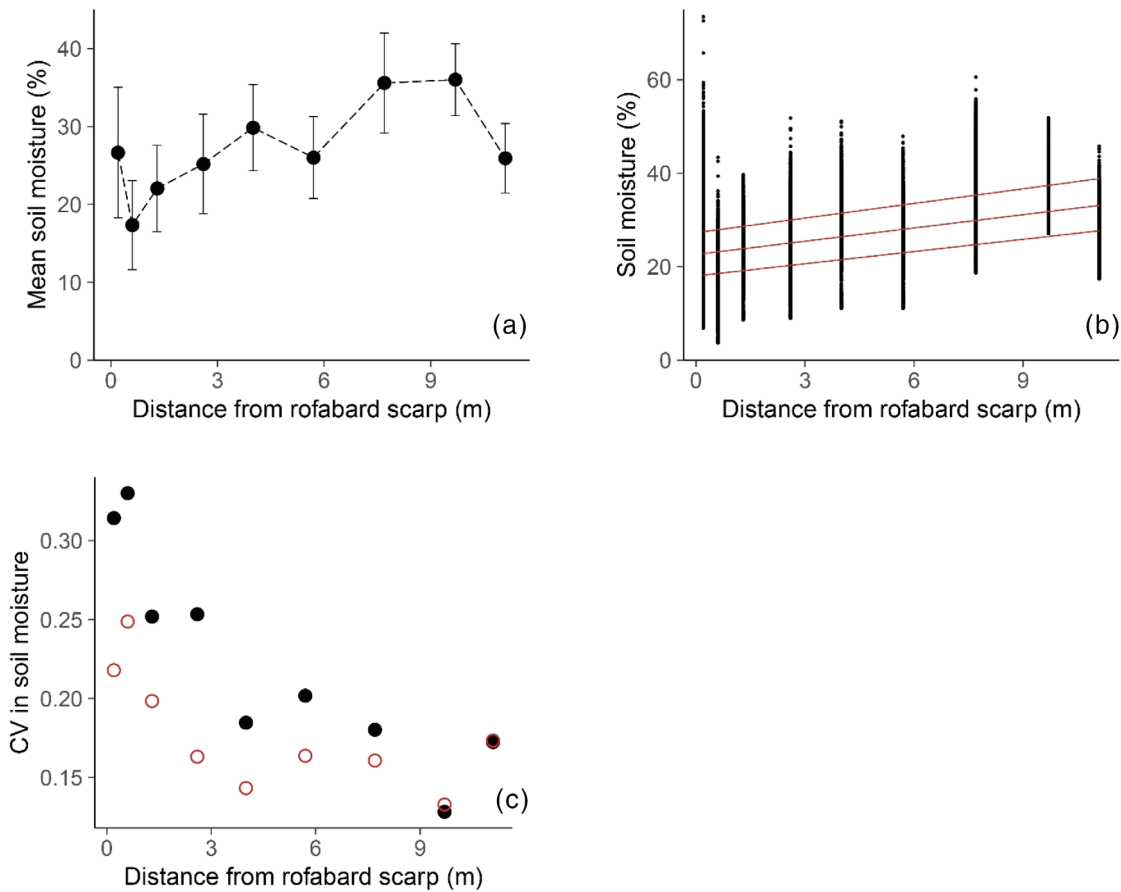 Mean soil moisture (%)
40
30
20
10
0
0 3 6 9
Distance from rofabard scarp (m)
(a)
Soil moisture (%)
60
40
20
0
0 3 6 9
Distance from rofabard scarp (m)
(b)
CV in soil moisture
0.30
0.25
0.20
0.15
0 3 6 9
Distance from rofabard scarp (m)
(c)